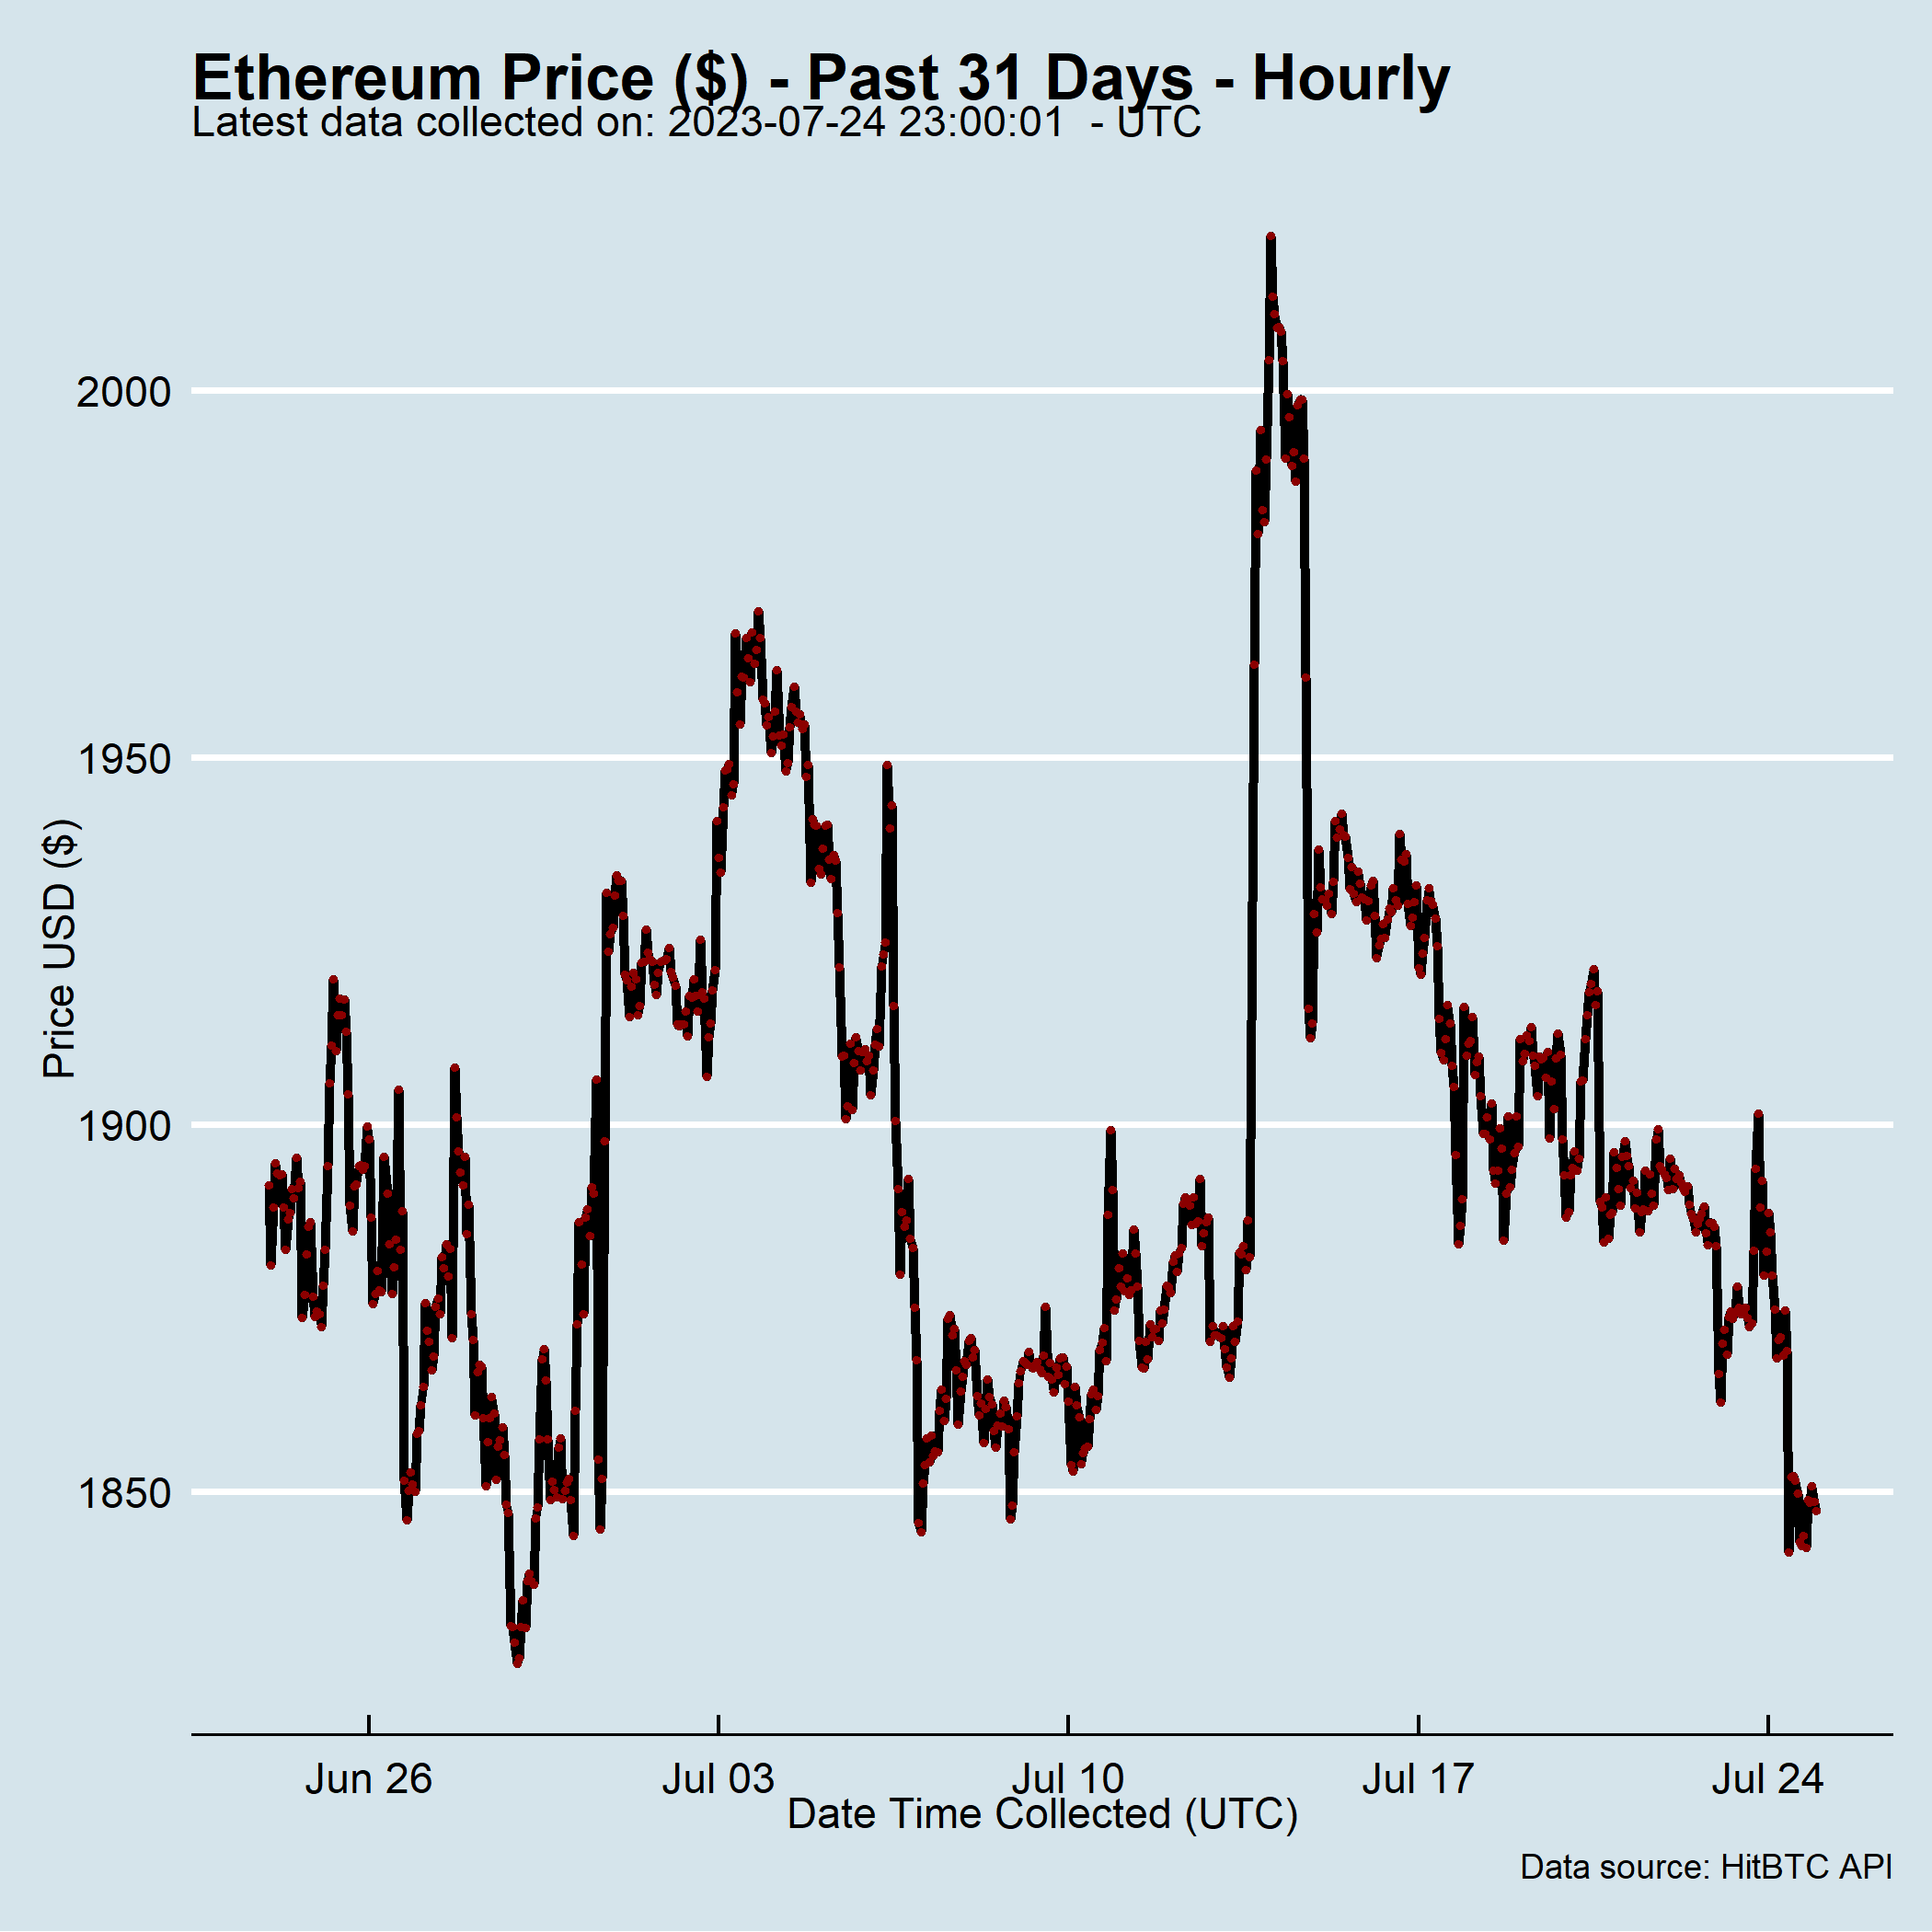 Ethereum Price ($) - Past 31 Days - Hourly
Latest data collected on: 2023-07-24 23:00:01  - UTC
2000
1950
1900
1850
Price USD ($)
Jun 26
Jul 03
Jul 10
Jul 17
Jul 24
Date Time Collected (UTC)
Data source: HitBTC API